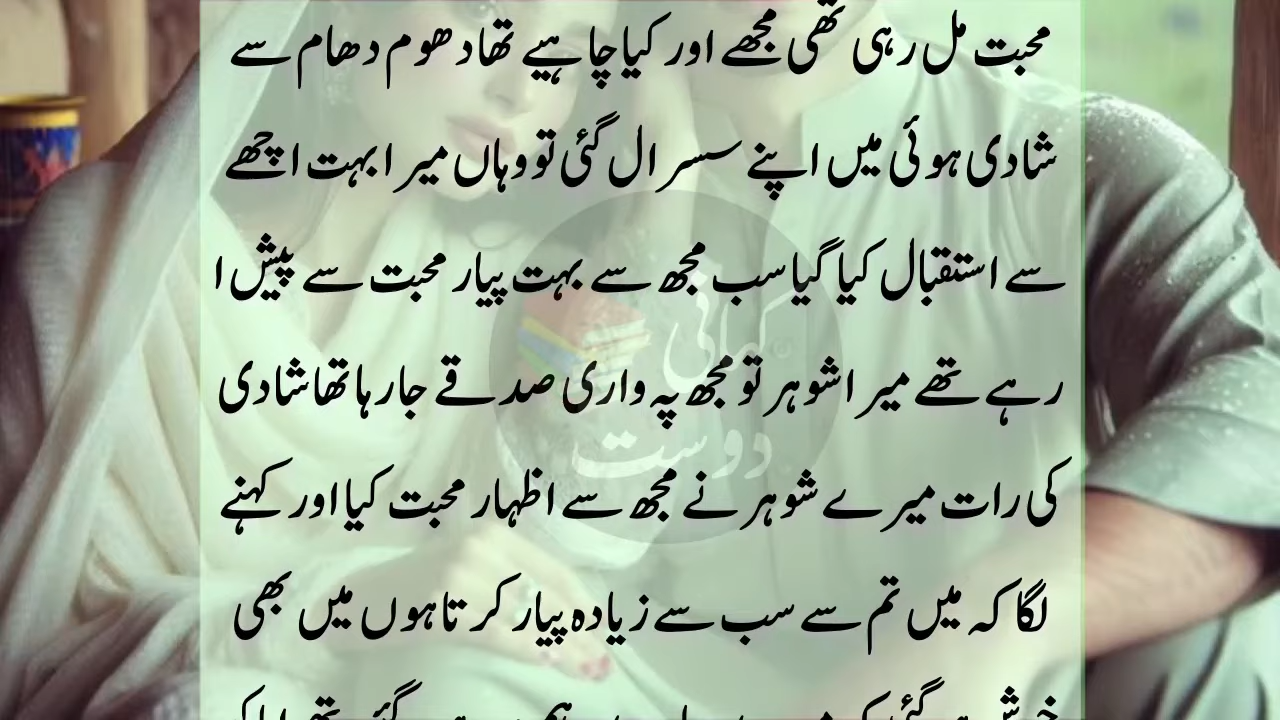 محبت مل رہی تھی مجھے اور کیا چاہیے تھا دھوم دھام سے
شادی ہوئی میں اپنے سسرال گئی تو وہاں میرا بہت اچھے
سے استقبال کیا گیا سب مجھ سے بہت پیار محبت سے پیش ا
رہے تھے میرا شوہر تو مجھ پہ واری صدقے جا رہا تھا شادی
کی رات میرے شوہر نے مجھ سے اظہار محبت کیا اور کہنے
لگا کہ میں تم سے سب سے زیادہ پیار کرتا ہوں میں بھی
کہانی
دوست